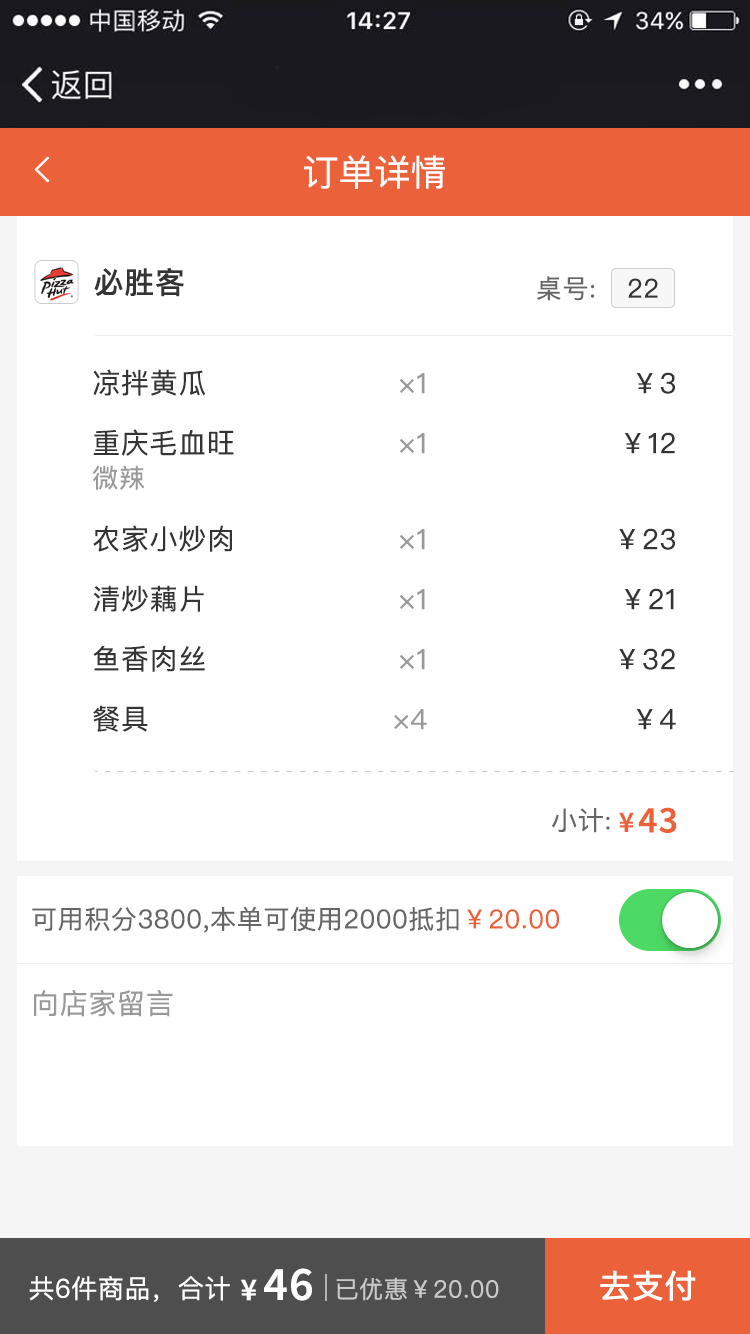 中国移动 14:27 34%
返回
订单详情
Pizza Hut 必胜客 桌号: 22
凉拌黄瓜 ×1 ¥3
重庆毛血旺 ×1 ¥12
微辣
农家小炒肉 ×1 ¥23
清炒藕片 ×1 ¥21
鱼香肉丝 ×1 ¥32
餐具 ×4 ¥4
小计: ¥43
可用积分3800,本单可使用2000抵扣 ¥20.00
向店家留言
共6件商品，合计 ¥46 已优惠¥20.00 去支付